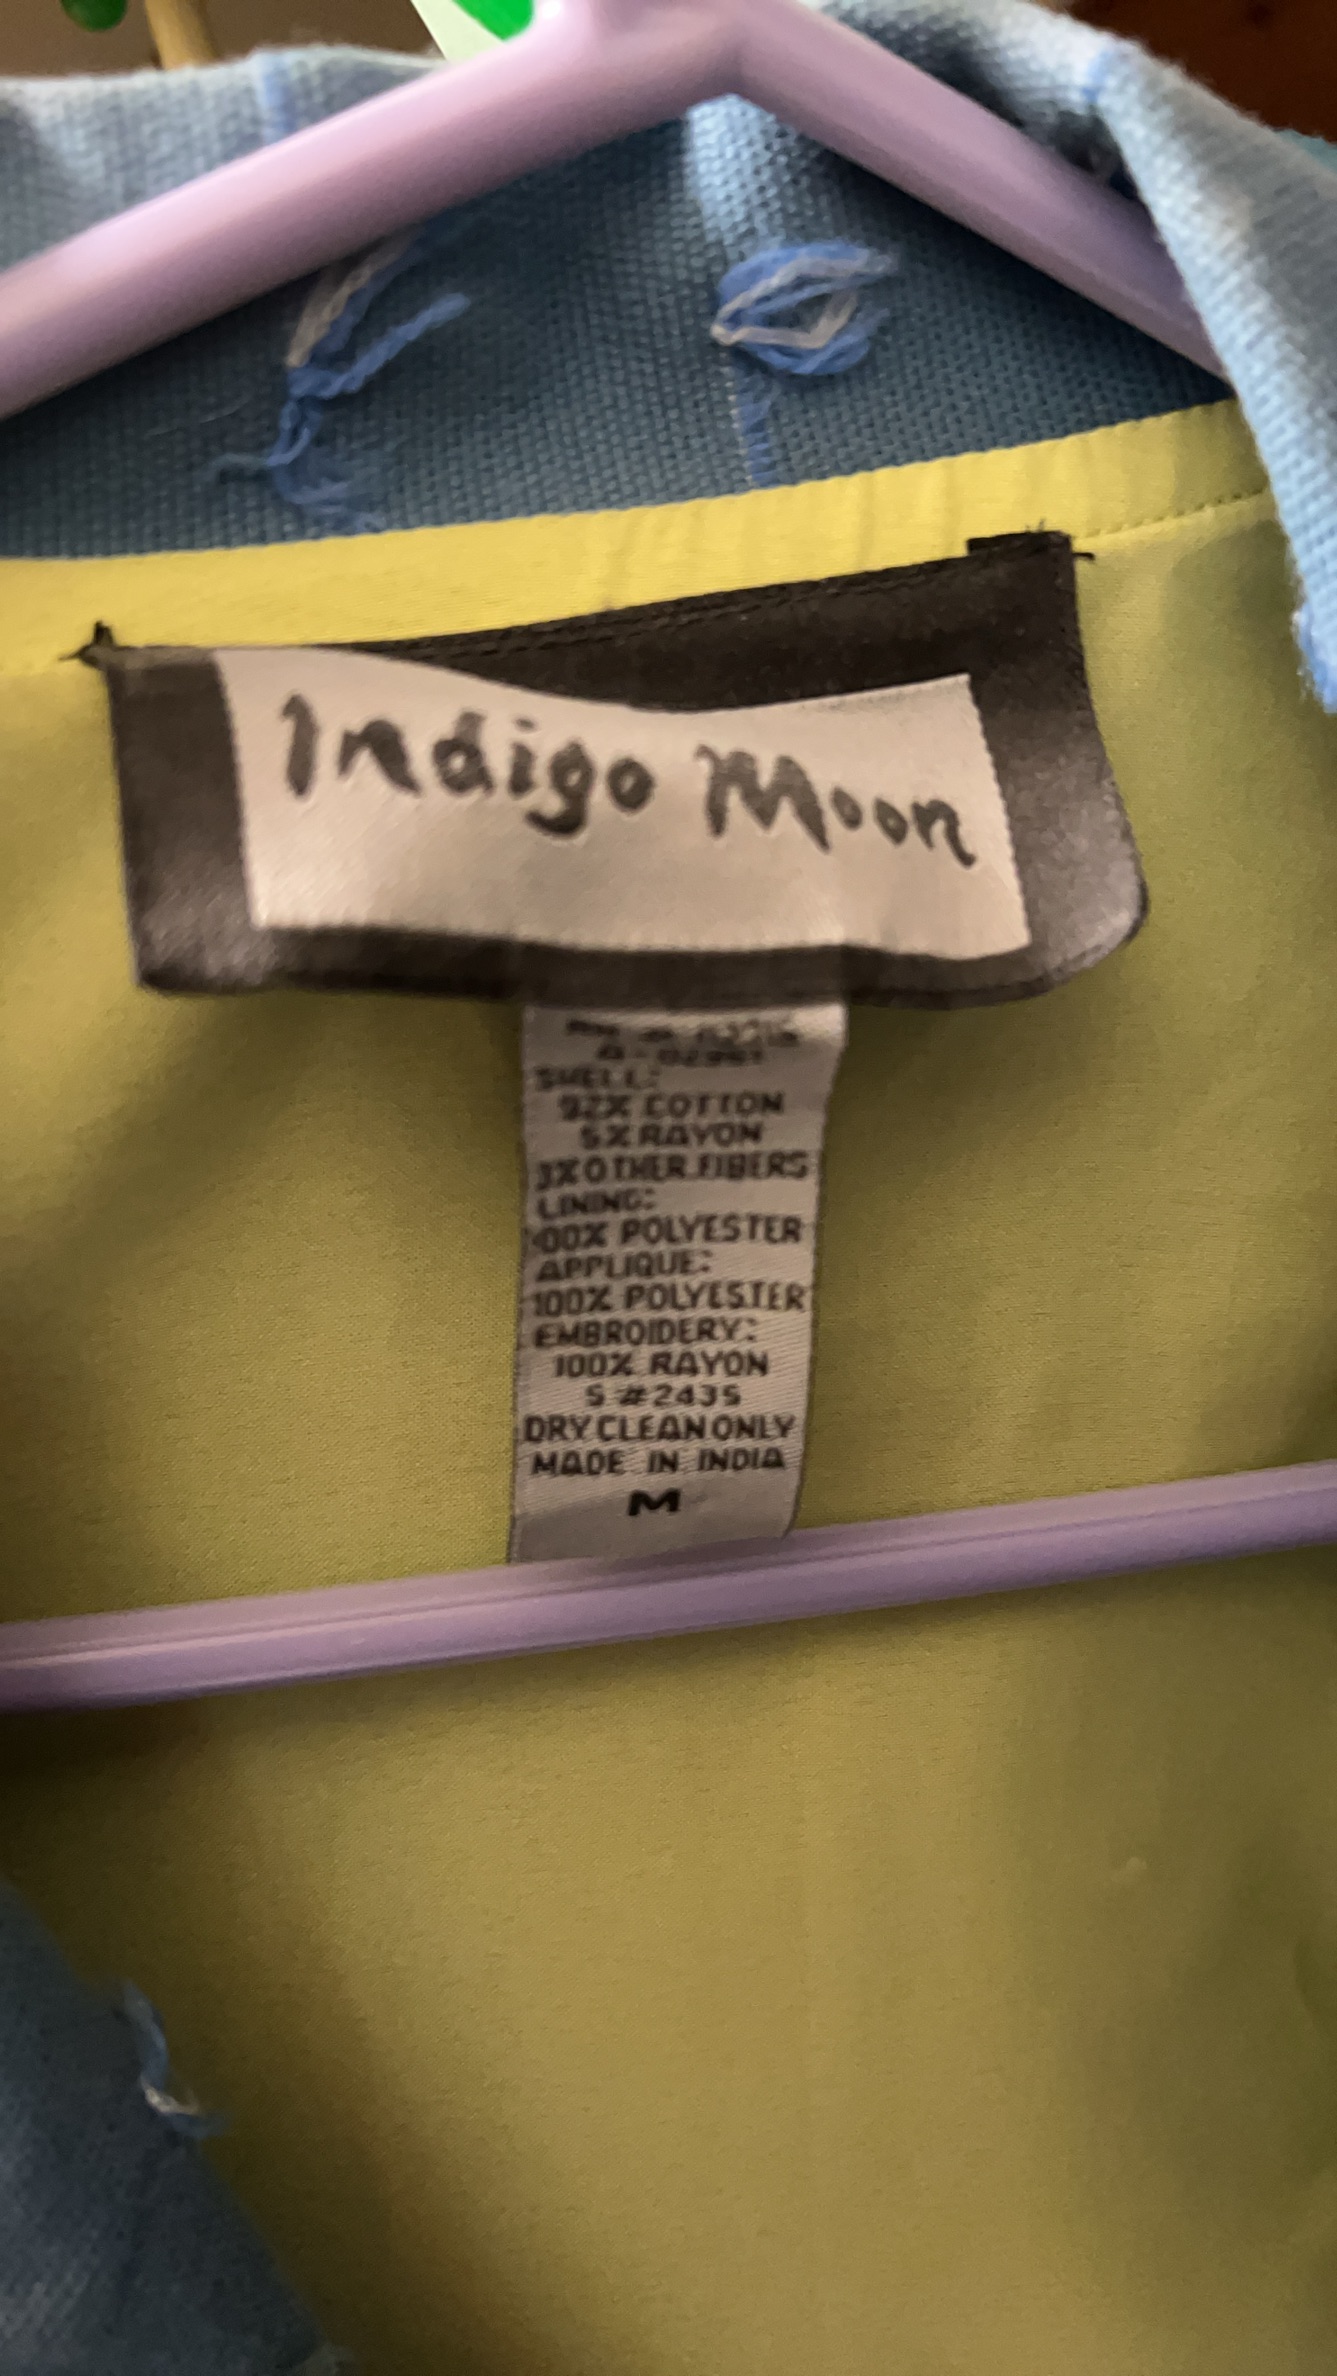 Indigo Moon
SHELL:
92% COTTON
5% RAYON
3% OTHER FIBERS
LINING:
100% POLYESTER
APPLIQUE:
100% POLYESTER
EMBROIDERY:
100% RAYON
S #2435
DRY CLEAN ONLY
MADE IN INDIA
M